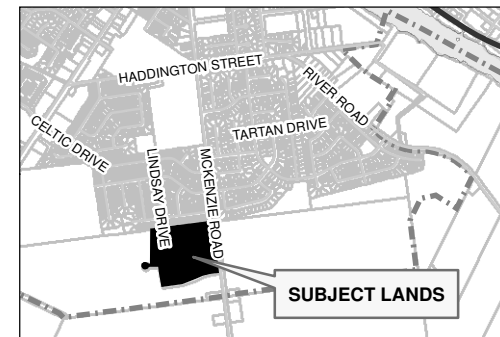 HADDINGTON STREET
RIVER ROAD
CELTIC DRIVE
TARTAN DRIVE
LINDSAY DRIVE
MCKENZIE ROAD
SUBJECT LANDS